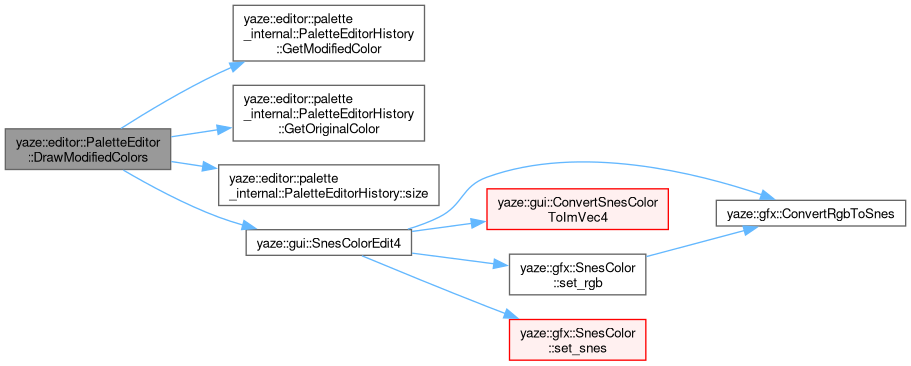 yaze::editor::palette
_internal::PaletteEditorHistory
::GetModifiedColor
yaze::editor::palette
_internal::PaletteEditorHistory
::GetOriginalColor
yaze::editor::PaletteEditor
::DrawModifiedColors
yaze::editor::palette
_internal::PaletteEditorHistory::size
yaze::gui::SnesColorEdit4
yaze::gui::ConvertSnesColor
ToImVec4
yaze::gfx::ConvertRgbToSnes
yaze::gfx::SnesColor
::set_rgb
yaze::gfx::SnesColor
::set_snes